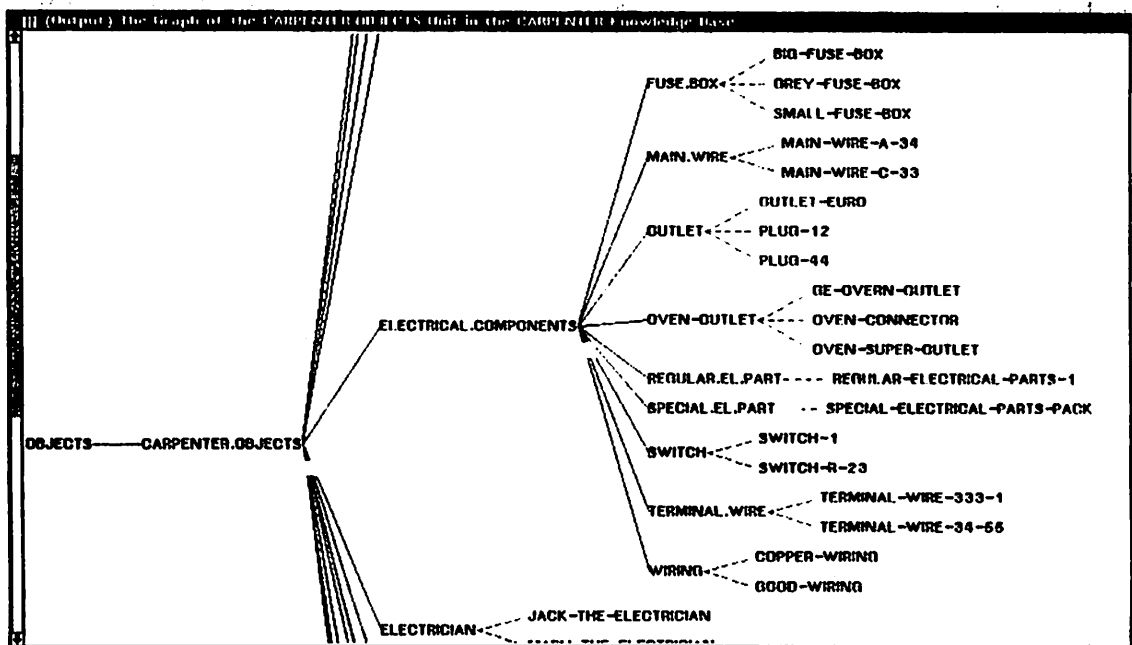 (Output) The Graph of the CARPENTER.OBJECTS Unit in the CARPENTER Knowledge Base
BIG-FUSE-BOX
FUSE.BOX
GREY-FUSE-BOX
SMALL-FUSE-BOX
MAIN-WIRE-A-34
MAIN.WIRE
MAIN-WIRE-C-33
OUTLET-EURO
OUTLET
PLUG-12
PLUG-44
GE-OVERN-OUTLET
ELECTRICAL.COMPONENTS
OVEN-OUTLET
OVEN-CONNECTOR
OVEN-SUPER-OUTLET
REGULAR.EL.PART
REGULAR-ELECTRICAL-PARTS-1
SPECIAL.EL.PART
SPECIAL-ELECTRICAL-PARTS-PACK
OBJECTS
CARPENTER.OBJECTS
SWITCH-1
SWITCH
SWITCH-R-23
TERMINAL-WIRE-333-1
TERMINAL.WIRE
TERMINAL-WIRE-34-55
COPPER-WIRING
WIRING
GOOD-WIRING
JACK-THE-ELECTRICIAN
ELECTRICIAN